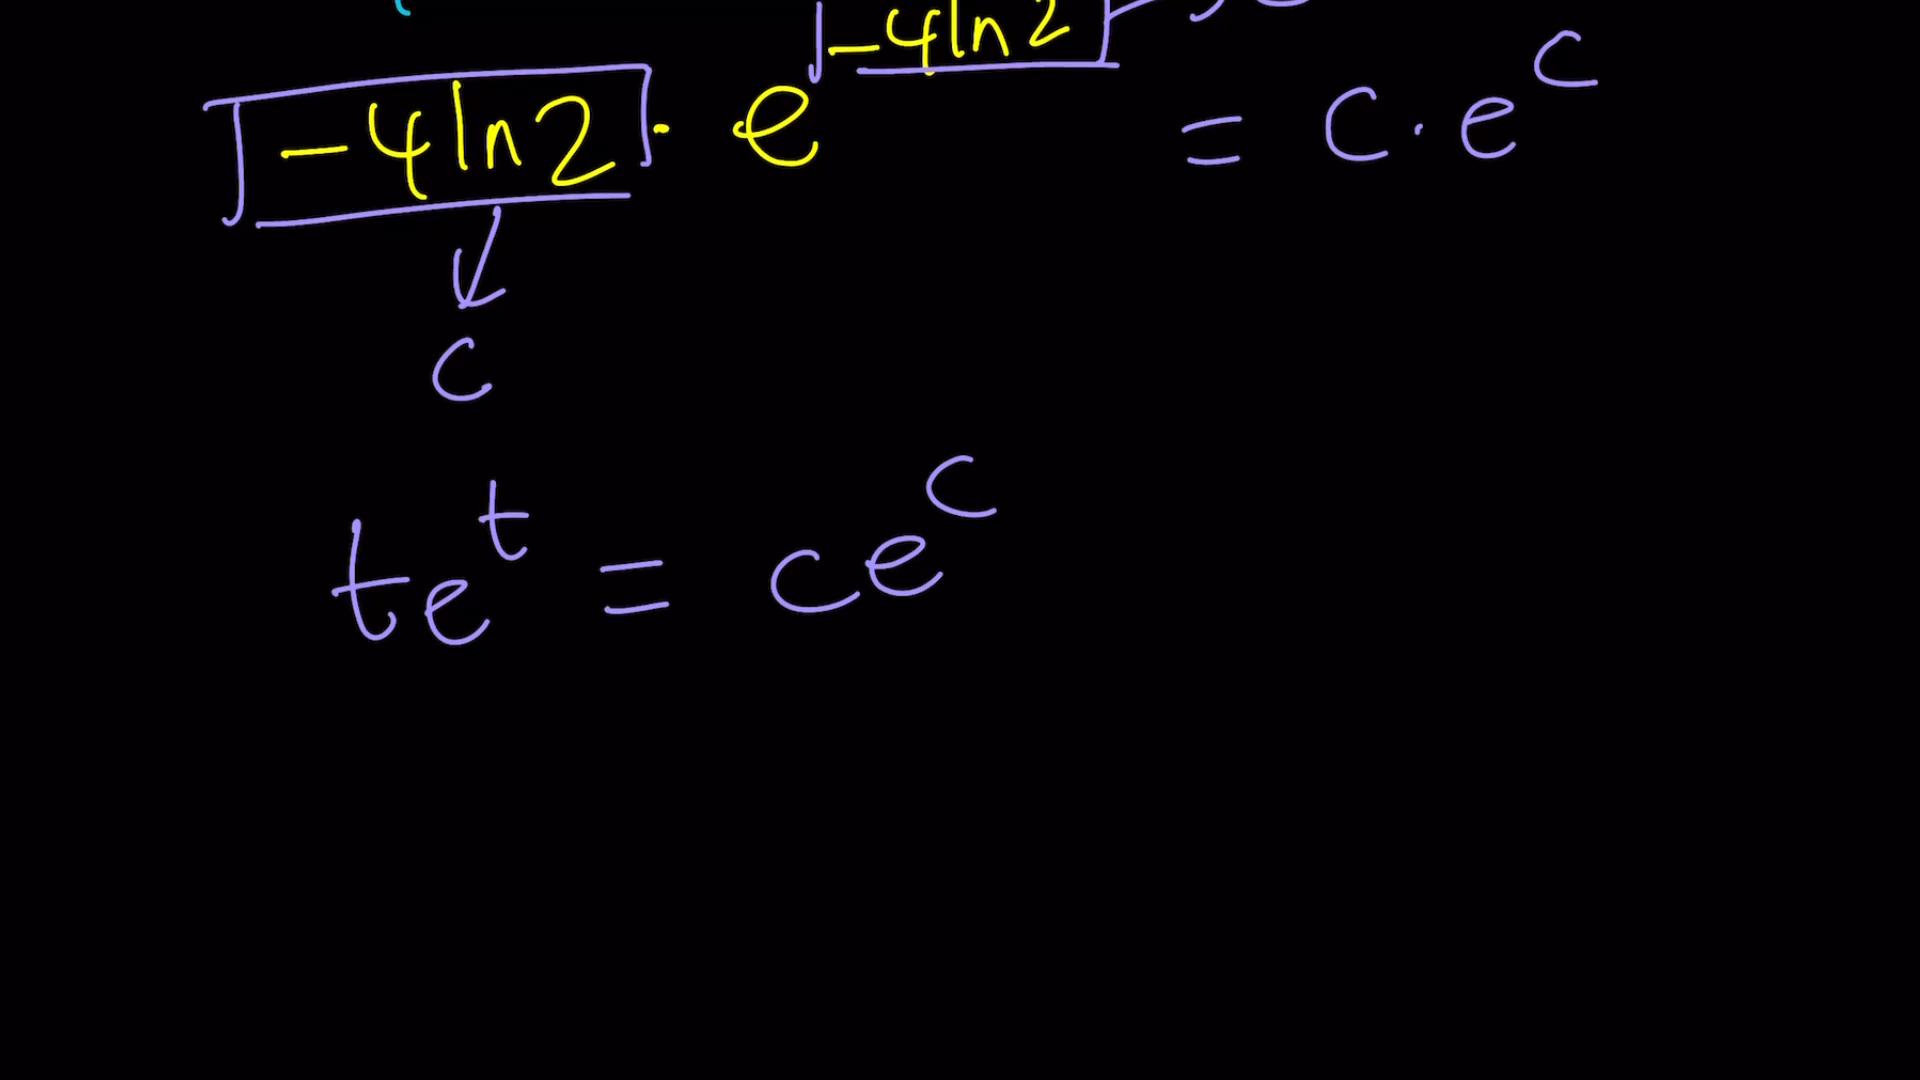 -4ln2 · e^-4ln2 = c · e^c
c
te^t = ce^c